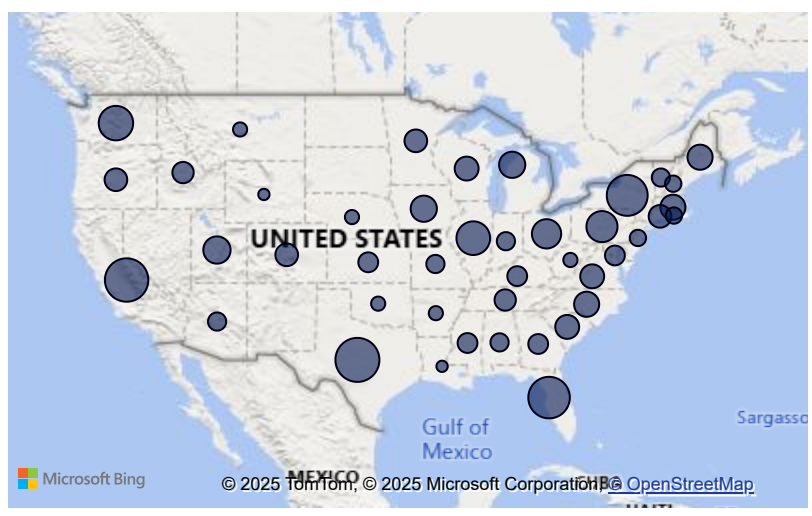 UNITED STATES
Gulf of
Mexico
Sargasso
Microsoft Bing
MEXICO
© 2025 TomTom, © 2025 Microsoft Corporation, © OpenStreetMap